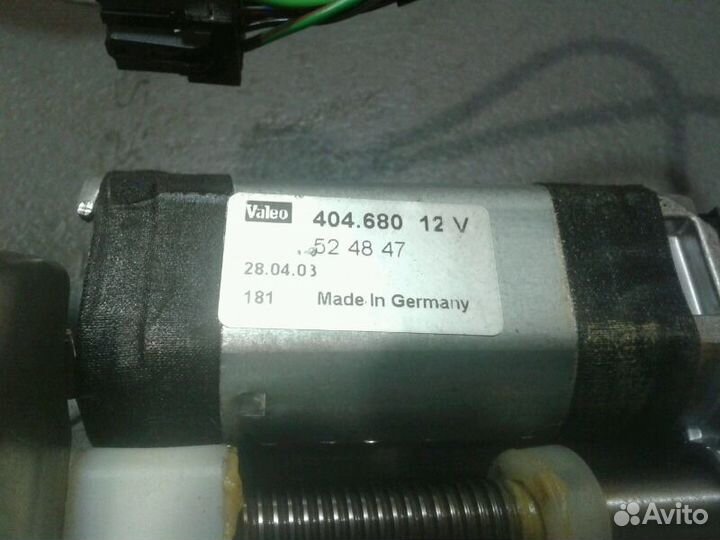 Valeo 404.680 12 V
52 48 47
28.04.03
181 Made In Germany
Avito